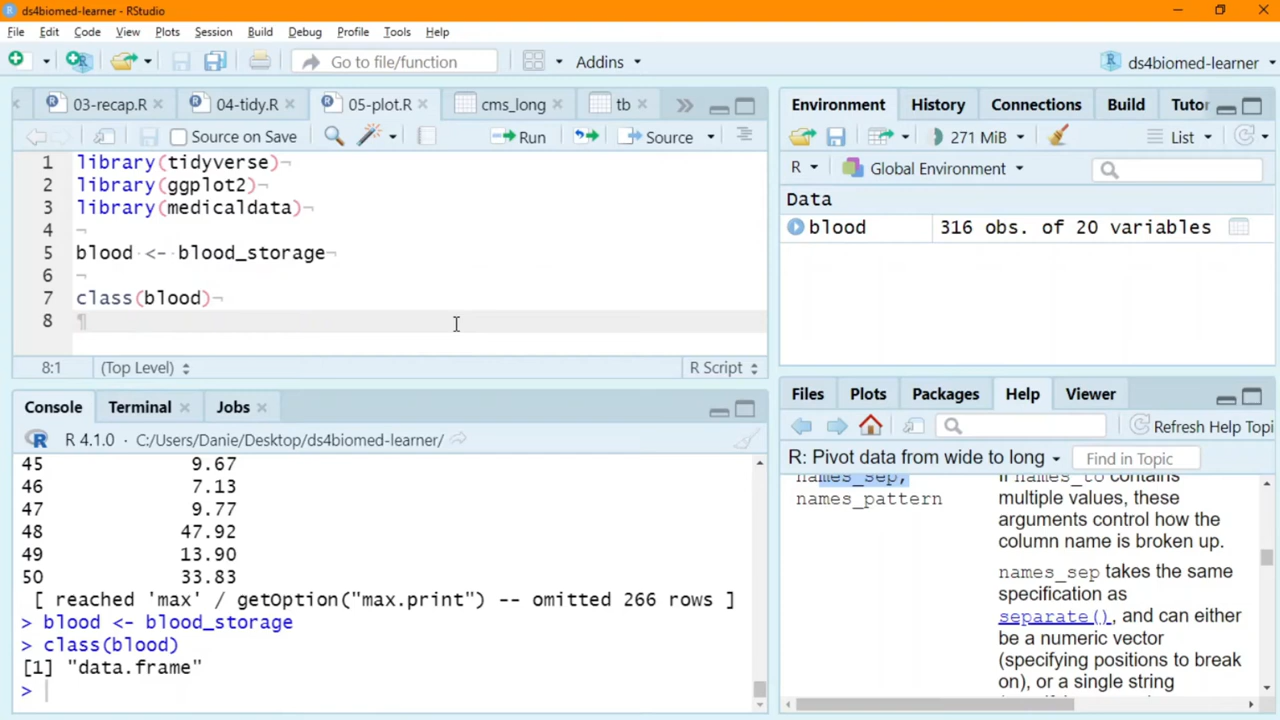 ds4biomed-learner - RStudio
File Edit Code View Plots Session Build Debug Profile Tools Help
Go to file/function Addins ds4biomed-learner
03-recap.R 04-tidy.R 05-plot.R cms_long tb
Source on Save Run Source
1 library(tidyverse)¬
2 library(ggplot2)¬
3 library(medicaldata)¬
4 ¬
5 blood·<-·blood_storage¬
6 ¬
7 class(blood)¬
8 ¶
8:1 (Top Level) R Script
Console Terminal Jobs
R 4.1.0 · C:/Users/Danie/Desktop/ds4biomed-learner/
45 9.67
46 7.13
47 9.77
48 47.92
49 13.90
50 33.83
[ reached 'max' / getOption("max.print") -- omitted 266 rows ]
> blood <- blood_storage
> class(blood)
[1] "data.frame"
>
Environment History Connections Build Tutor
271 MiB List
R Global Environment
Data
blood 316 obs. of 20 variables
Files Plots Packages Help Viewer
Refresh Help Topi
R: Pivot data from wide to long Find in Topic
names_sep, If names_to contains
names_pattern multiple values, these
arguments control how the
column name is broken up.
names_sep takes the same
specification as
separate(), and can either
be a numeric vector
(specifying positions to break
on), or a single string